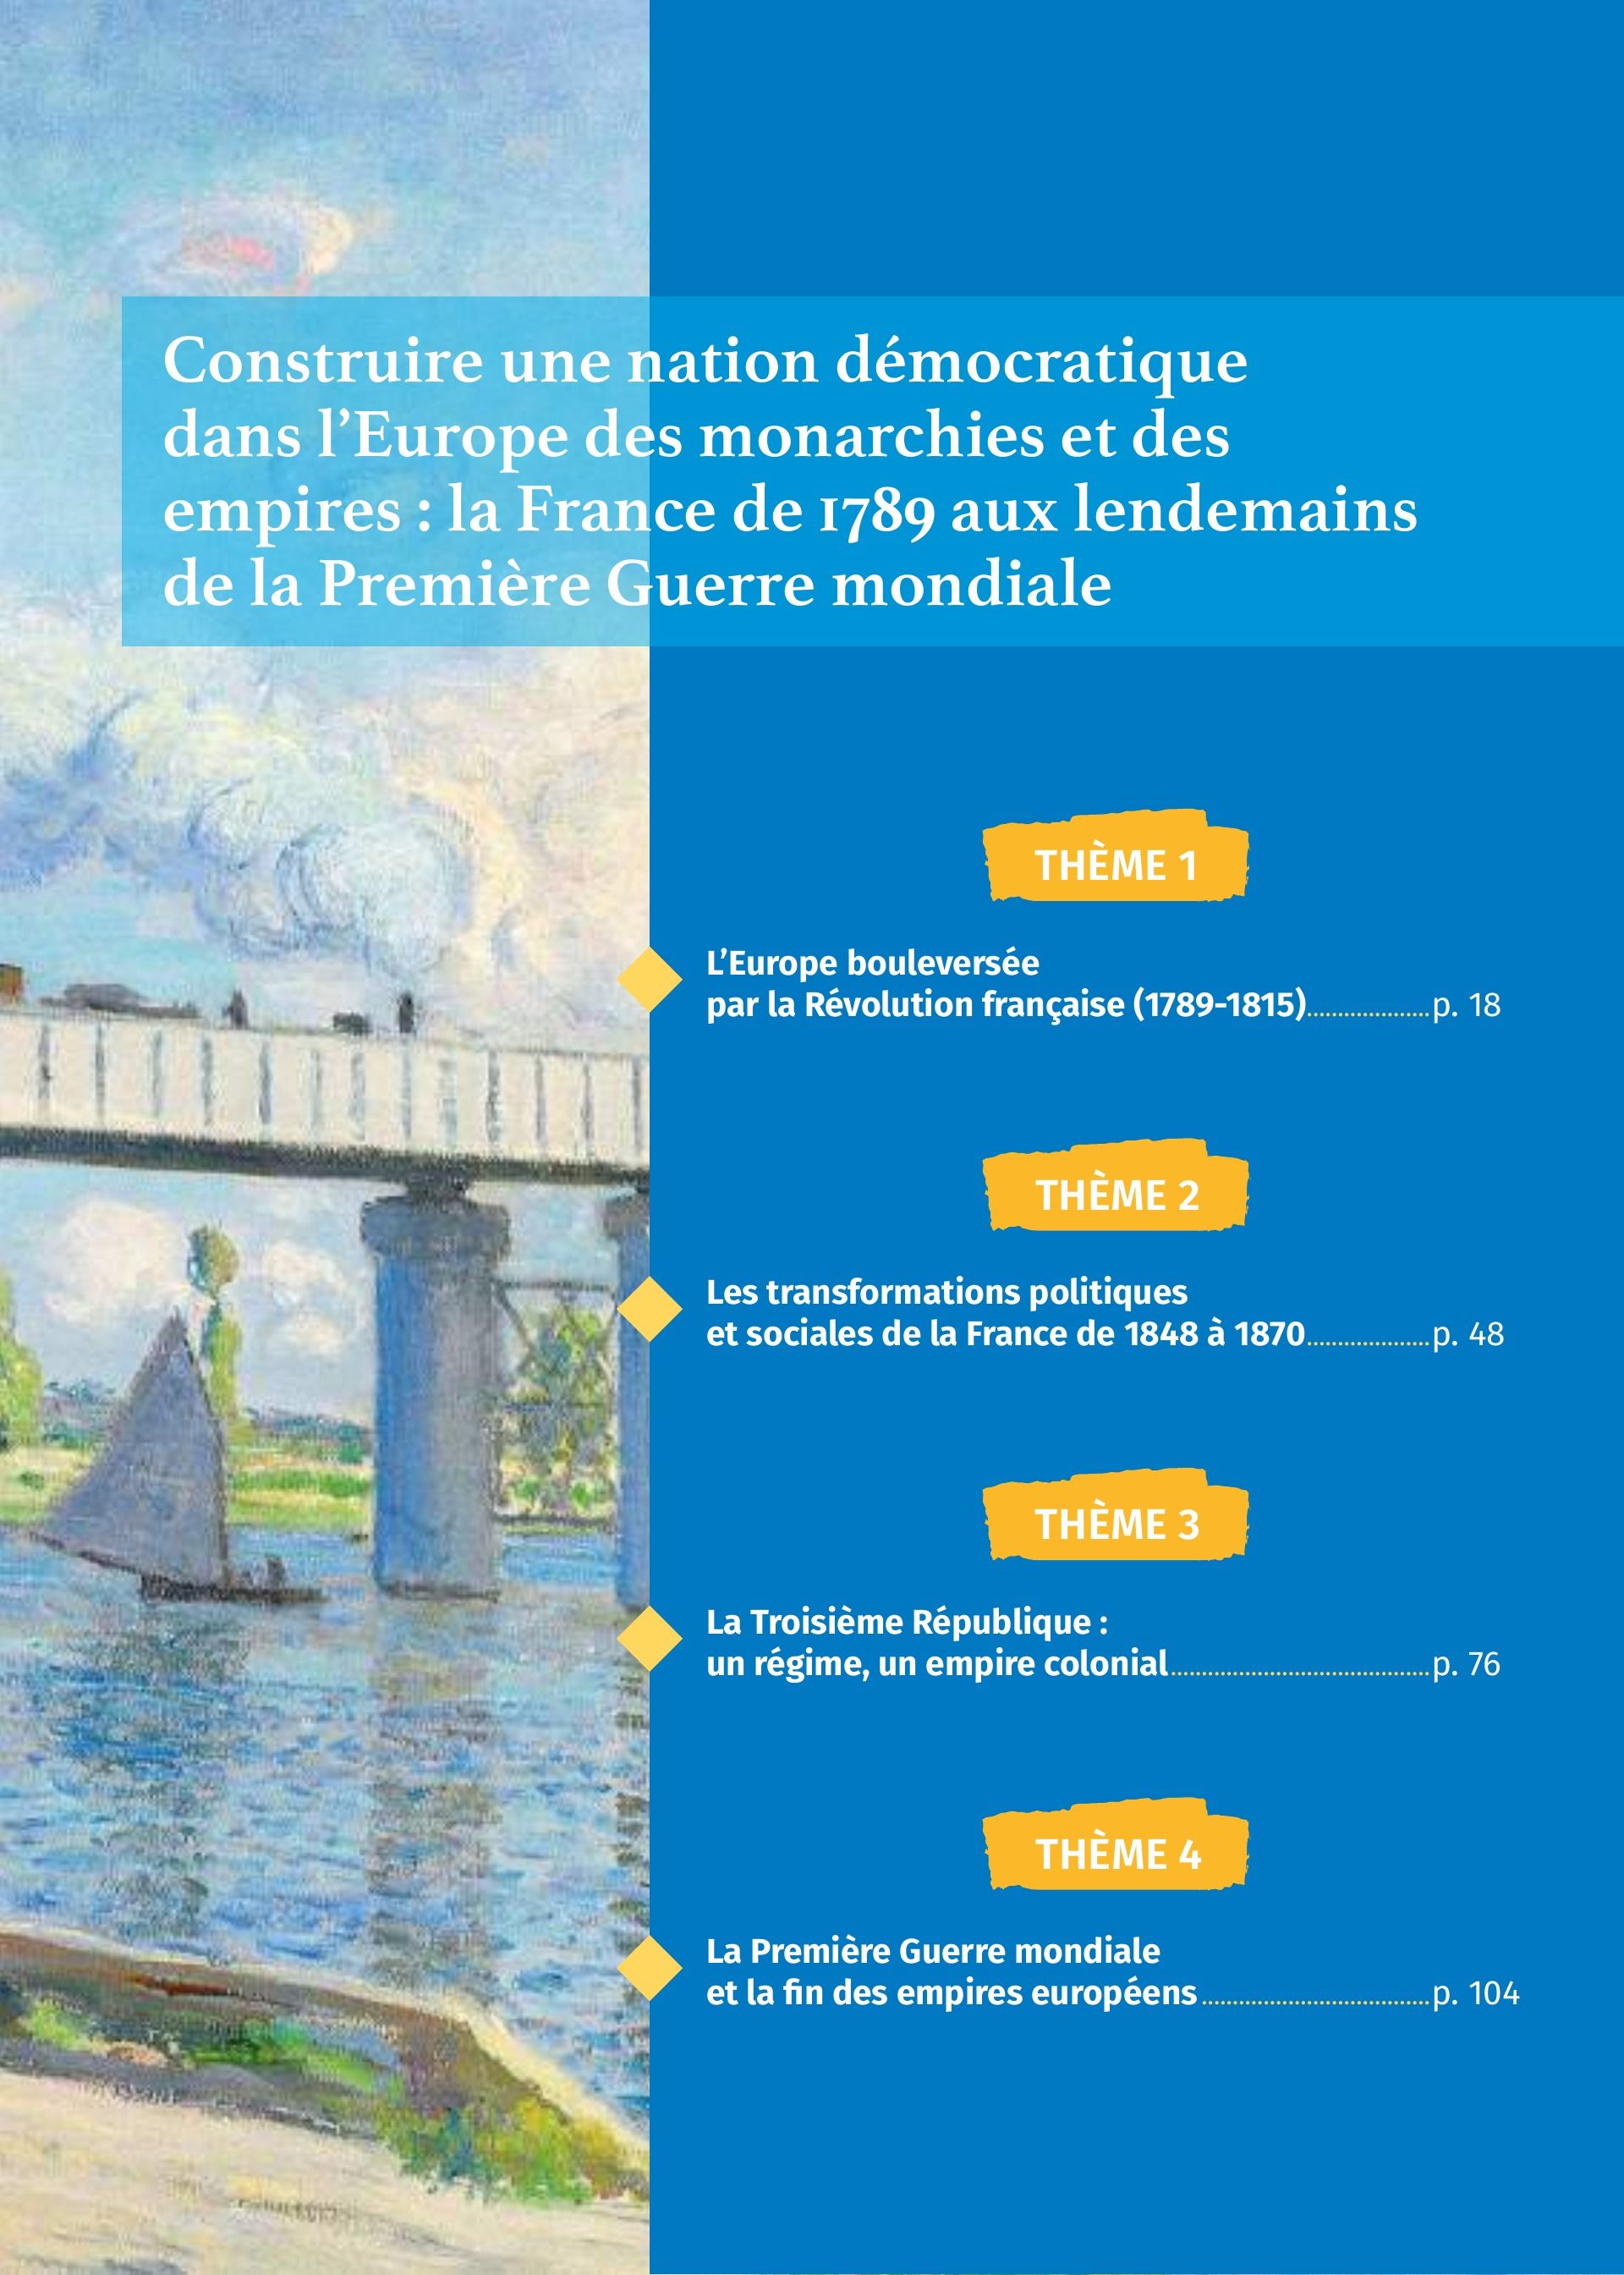 Construire une nation démocratique
dans l’Europe des monarchies et des
empires : la France de 1789 aux lendemains
de la Première Guerre mondiale
THÈME 1
L’Europe bouleversée
par la Révolution française (1789-1815)....................p. 18
THÈME 2
Les transformations politiques
et sociales de la France de 1848 à 1870....................p. 48
THÈME 3
La Troisième République :
un régime, un empire colonial..........................................p. 76
THÈME 4
La Première Guerre mondiale
et la fin des empires européens.....................................p. 104